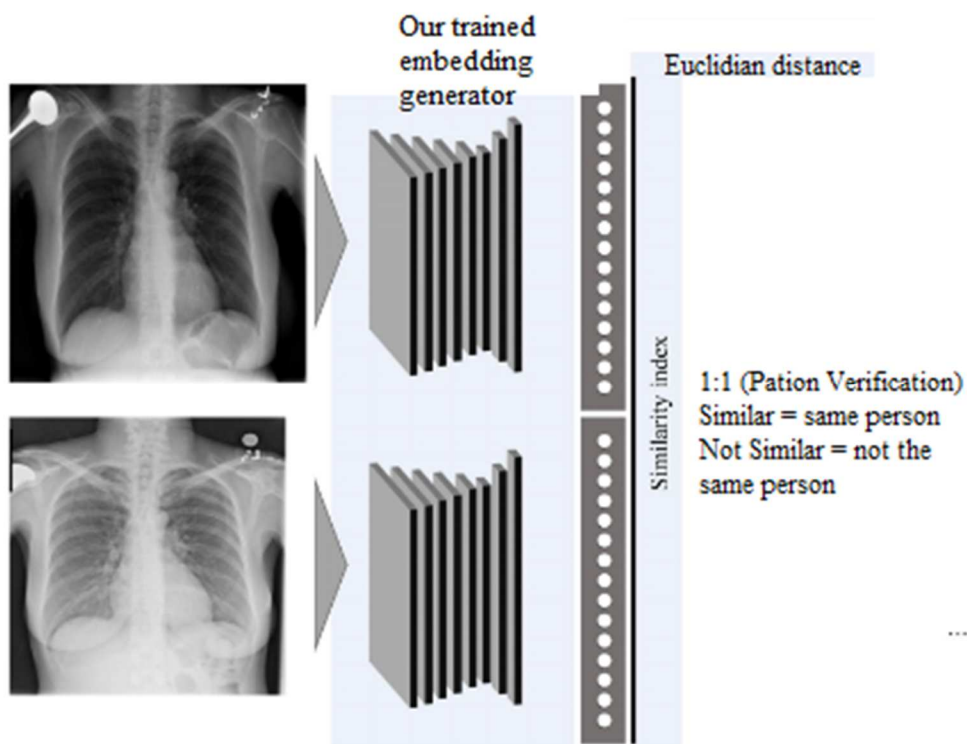 Our trained
embedding
generator
Euclidian distance
Similarity index
1:1 (Pation Verification)
Similar = same person
Not Similar = not the
same person
...